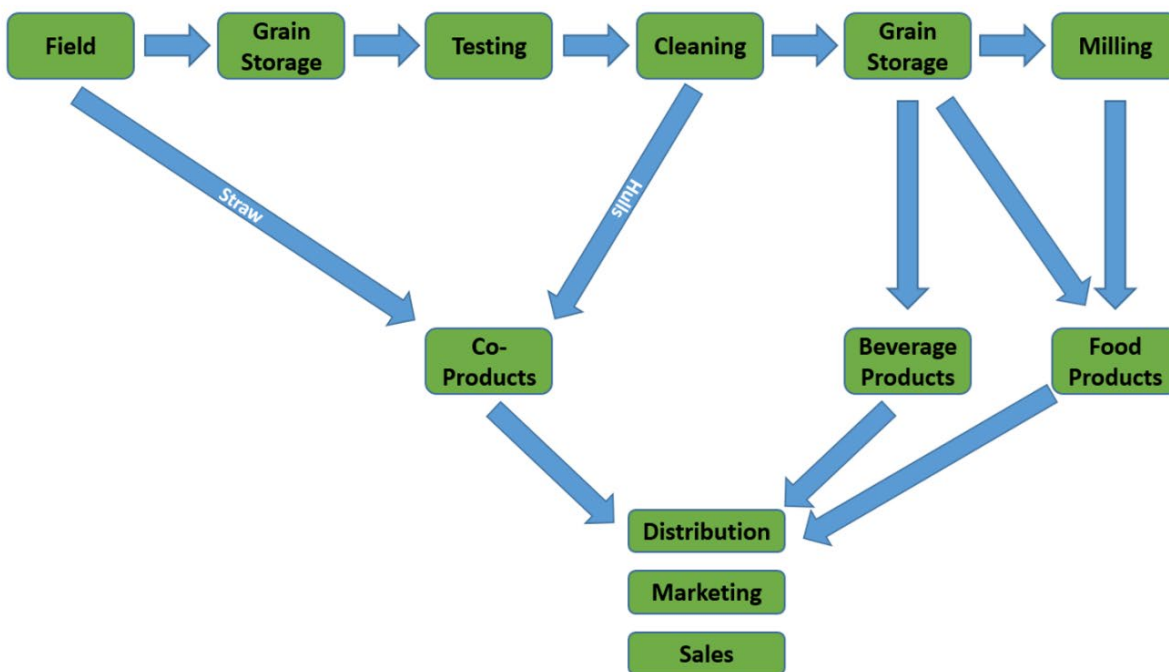 Field
Grain
Storage
Testing
Cleaning
Grain
Storage
Milling
Straw
Hulls
Co-
Products
Beverage
Products
Food
Products
Distribution
Marketing
Sales